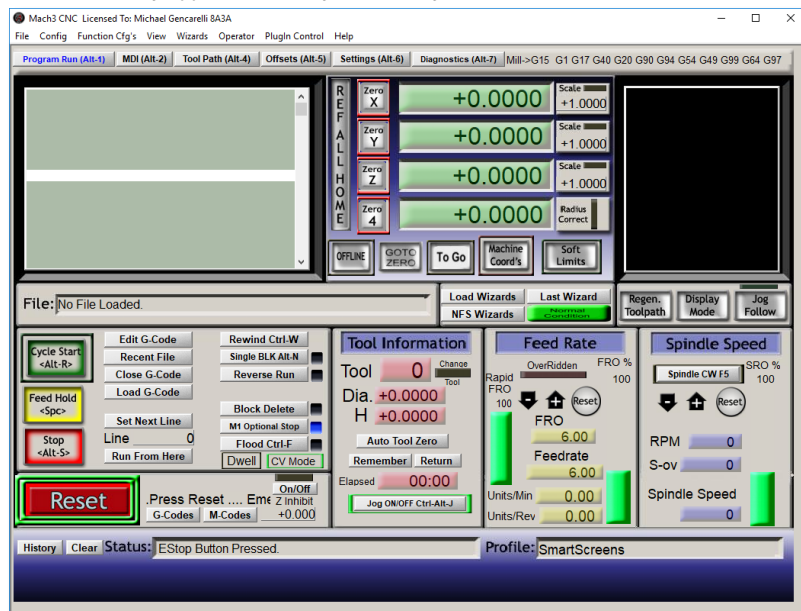 Mach3 CNC Licensed To: Michael Gencarelli 8A3A
File Config Function Cfg's View Wizards Operator PlugIn Control Help
Program Run (Alt-1) MDI (Alt-2) Tool Path (Alt-4) Offsets (Alt-5) Settings (Alt-6) Diagnostics (Alt-7) Mill->G15 G1 G17 G40 G20 G90 G94 G54 G49 G99 G64 G97
REF ALL HOME
Zero X +0.0000 Scale +1.0000
Zero Y +0.0000 Scale +1.0000
Zero Z +0.0000 Scale +1.0000
Zero 4 +0.0000 Radius Correct
OFFLINE GOTO ZERO To Go Machine Coord's Soft Limits
File: No File Loaded.
Load Wizards Last Wizard
NFS Wizards Normal Condition
Regen. Toolpath Display Mode Jog Follow
Cycle Start <Alt-R>
Feed Hold <Spc>
Stop <Alt-S>
Edit G-Code Rewind Ctrl-W
Recent File Single BLK Alt-N
Close G-Code Reverse Run
Load G-Code
Block Delete
Set Next Line M1 Optional Stop
Line 0 Flood Ctrl-F
Run From Here Dwell CV Mode
Reset .Press Reset .... Eme
On/Off
Z Inhibit
G-Codes M-Codes +0.000
Tool Information
Tool 0 Change Tool
Dia. +0.0000
H +0.0000
Auto Tool Zero
Remember Return
Elapsed 00:00
Jog ON/OFF Ctrl-Alt-J
Feed Rate
OverRidden FRO %
100
Rapid FRO
100 Reset
FRO
6.00
Feedrate
6.00
Units/Min 0.00
Units/Rev 0.00
Spindle Speed
Spindle CW F5 SRO %
100
Reset
RPM 0
S-ov 0
Spindle Speed
0
History Clear Status: EStop Button Pressed. Profile: SmartScreens